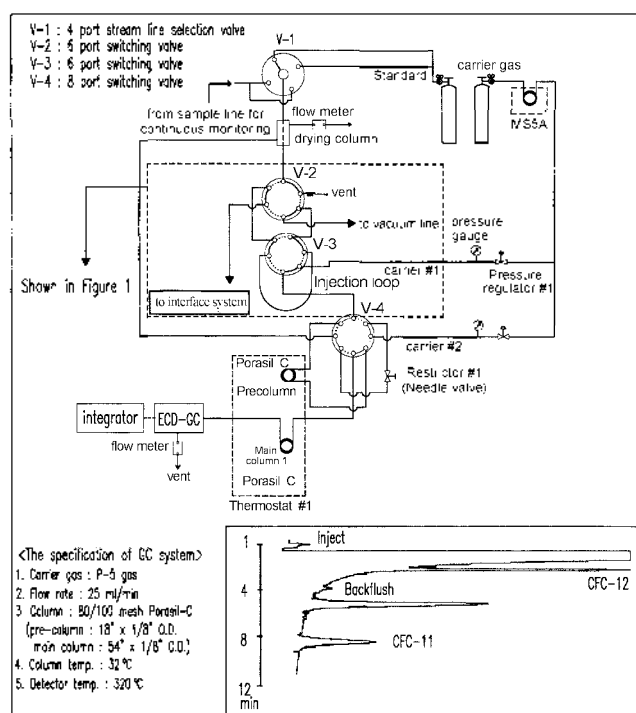 V-1 : 4 port stream line selection valve
V-2 : 6 port switching valve
V-3 : 6 port switching valve
V-4 : 8 port switching valve
V-1
Standard
carrier gas
MS5A
from sample line for
continuous monitoring
flow meter
drying column
V-2
vent
to vacuum line
pressure
gauge
V-3
carrier #1
Pressure
regulator #1
Injection loop
Shown in Figure 1
to interface system
V-4
carrier #2
Porasil C
Precolumn
Restrictor #1
(Needle valve)
integrator
ECD-GC
flow meter
vent
Main
column 1
Porasil C
Thermostat #1
<The specification of GC system>
1. Carrier gas : P-5 gas
2. Flow rate : 25 ml/min
3 Column : 80/100 mesh Porasil-C
(pre-column : 18" x 1/8" O.D.
main column : 54" x 1/8" O.D.)
4. Column temp. : 32 ℃
5. Detector temp. : 320 ℃
1
Inject
CFC-12
4
Backflush
8
CFC-11
12
min